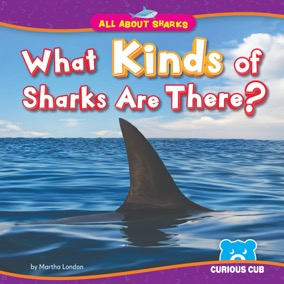 ALL ABOUT SHARKS
What Kinds of
Sharks Are There?
by Martha London
CURIOUS CUB